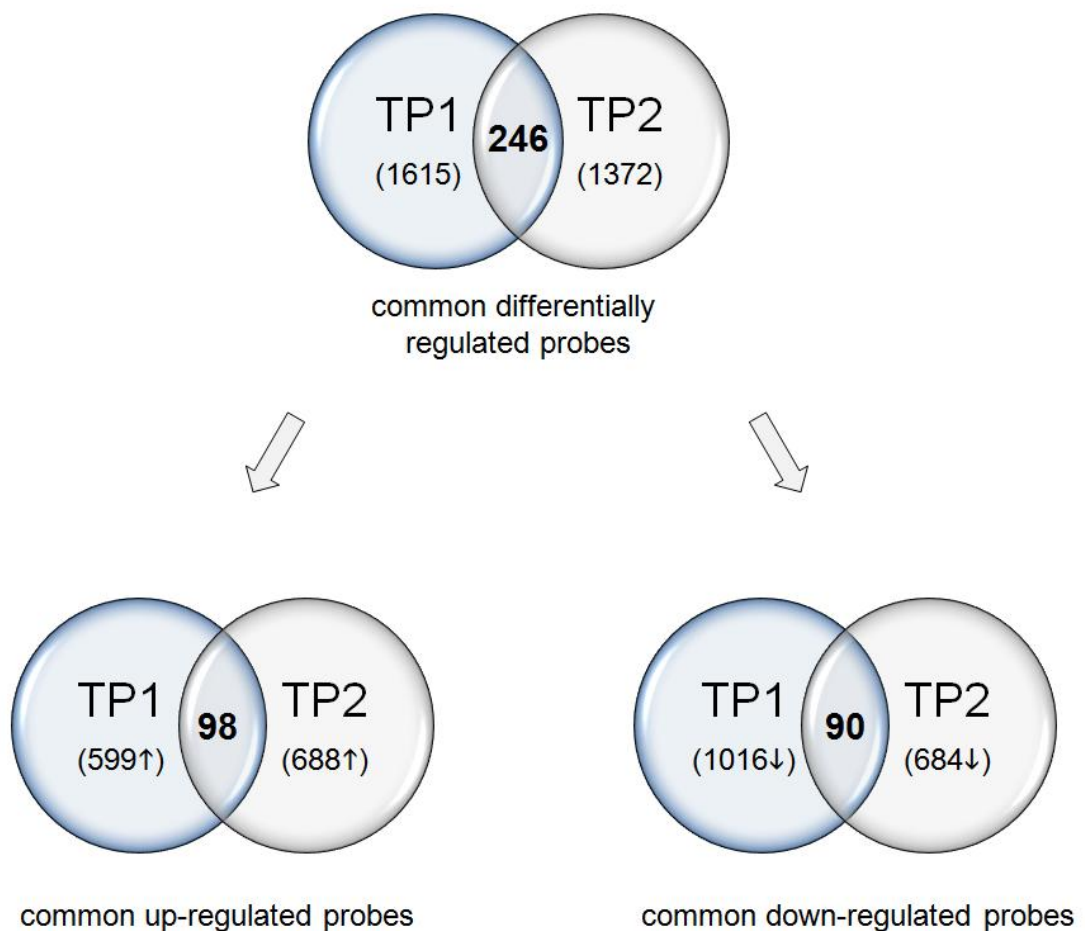 TP1 246 TP2
(1615) (1372)
common differentially
regulated probes
TP1 98 TP2
(599↑) (688↑)
common up-regulated probes
TP1 90 TP2
(1016↓) (684↓)
common down-regulated probes